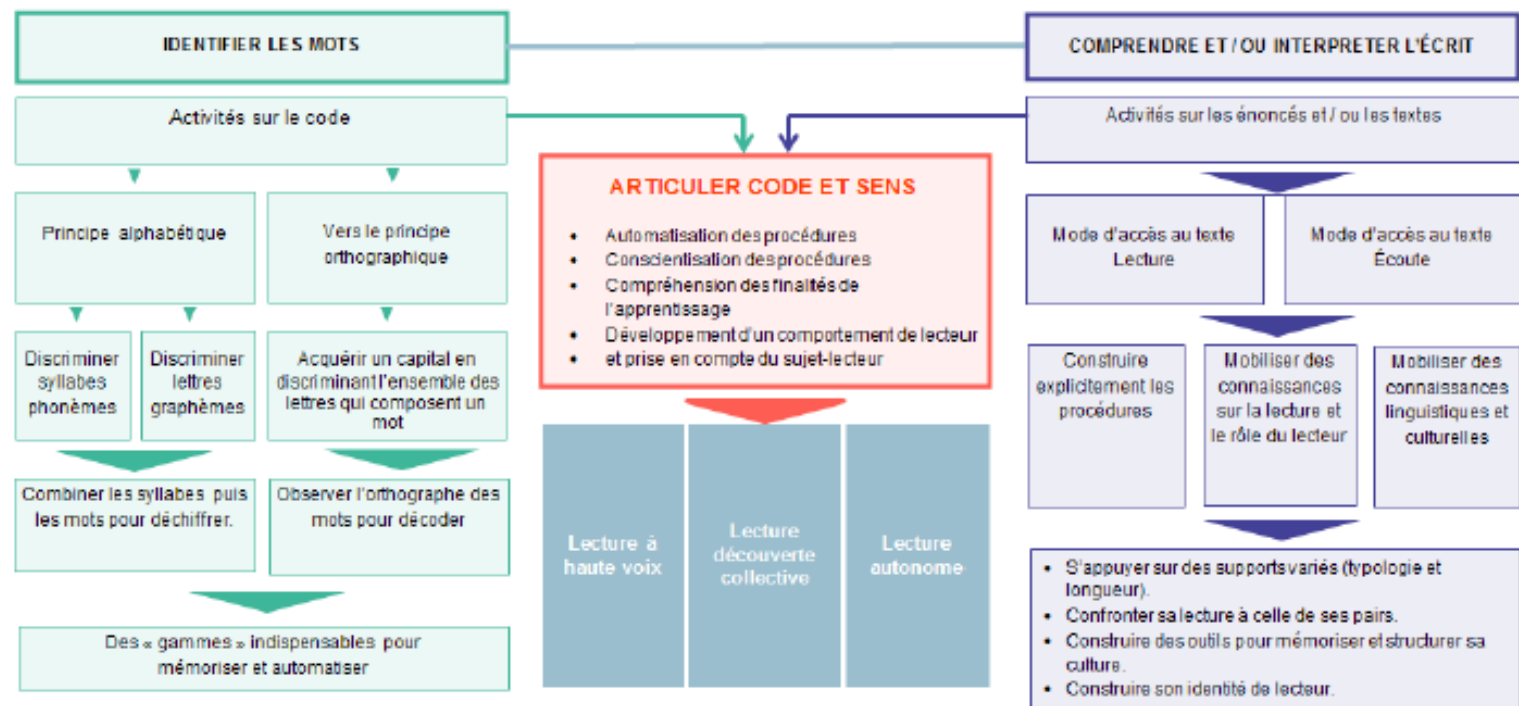 IDENTIFIER LES MOTS
Activités sur le code
Principe alphabétique
Vers le principe
orthographique
Discriminer
syllabes
phonèmes
Discriminer
lettres
graphèmes
Acquérir un capital en
discriminant l'ensemble des
lettres qui composent un
mot
Combiner les syllabes puis
les mots pour déchiffrer.
Observer l'orthographe des
mots pour décoder
Des « gammes » indispensables pour
mémoriser et automatiser
ARTICULER CODE ET SENS
• Automatisation des procédures
• Conscientisation des procédures
• Compréhension des finalités de
l'apprentissage
• Développement d'un comportement de lecteur
• et prise en compte du sujet-lecteur
Lecture à
haute voix
Lecture
découverte
collective
Lecture
autonome
COMPRENDRE ET / OU INTERPRETER L'ÉCRIT
Activités sur les énoncés et / ou les textes
Mode d'accès au texte
Lecture
Mode d'accès au texte
Écoute
Construire
explicitement les
procédures
Mobiliser des
connaissances
sur la lecture et
le rôle du lecteur
Mobiliser des
connaissances
linguistiques et
culturelles
• S'appuyer sur des supports variés (typologie et
longueur).
• Confronter sa lecture à celle de ses pairs.
• Construire des outils pour mémoriser et structurer sa
culture.
• Construire son identité de lecteur.